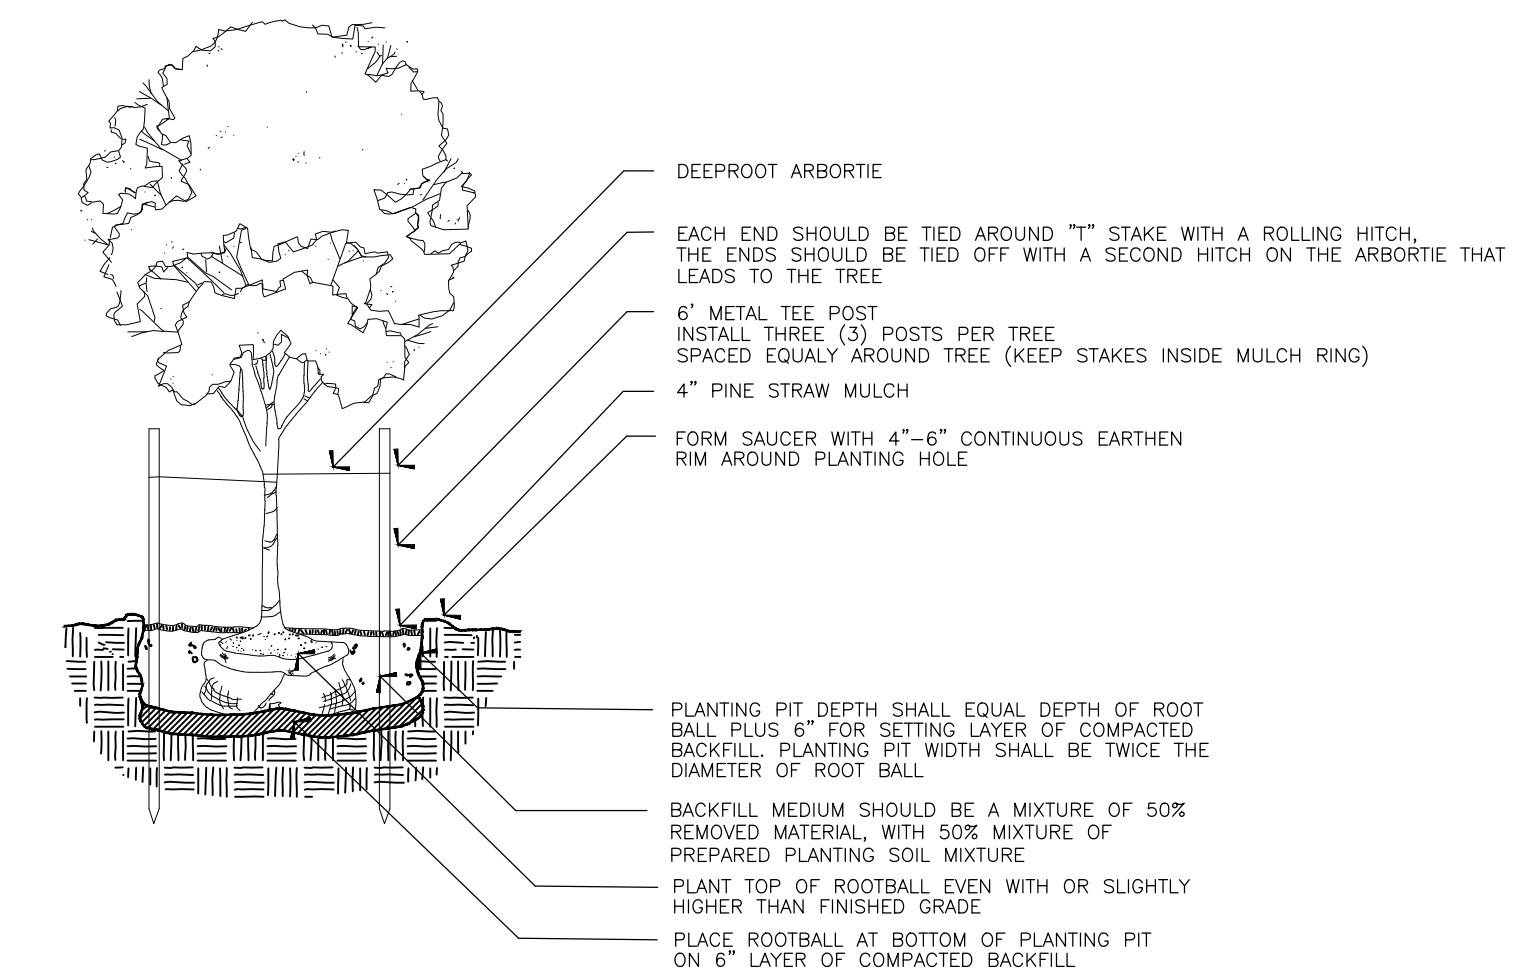 DEEPROOT ARBORTIE
EACH END SHOULD BE TIED AROUND "T" STAKE WITH A ROLLING HITCH,
THE ENDS SHOULD BE TIED OFF WITH A SECOND HITCH ON THE ARBORTIE THAT
LEADS TO THE TREE
6' METAL TEE POST
INSTALL THREE (3) POSTS PER TREE
SPACED EQUALY AROUND TREE (KEEP STAKES INSIDE MULCH RING)
4" PINE STRAW MULCH
FORM SAUCER WITH 4"-6" CONTINUOUS EARTHEN
RIM AROUND PLANTING HOLE
PLANTING PIT DEPTH SHALL EQUAL DEPTH OF ROOT
BALL PLUS 6" FOR SETTING LAYER OF COMPACTED
BACKFILL. PLANTING PIT WIDTH SHALL BE TWICE THE
DIAMETER OF ROOT BALL
BACKFILL MEDIUM SHOULD BE A MIXTURE OF 50%
REMOVED MATERIAL, WITH 50% MIXTURE OF
PREPARED PLANTING SOIL MIXTURE
PLANT TOP OF ROOTBALL EVEN WITH OR SLIGHTLY
HIGHER THAN FINISHED GRADE
PLACE ROOTBALL AT BOTTOM OF PLANTING PIT
ON 6" LAYER OF COMPACTED BACKFILL